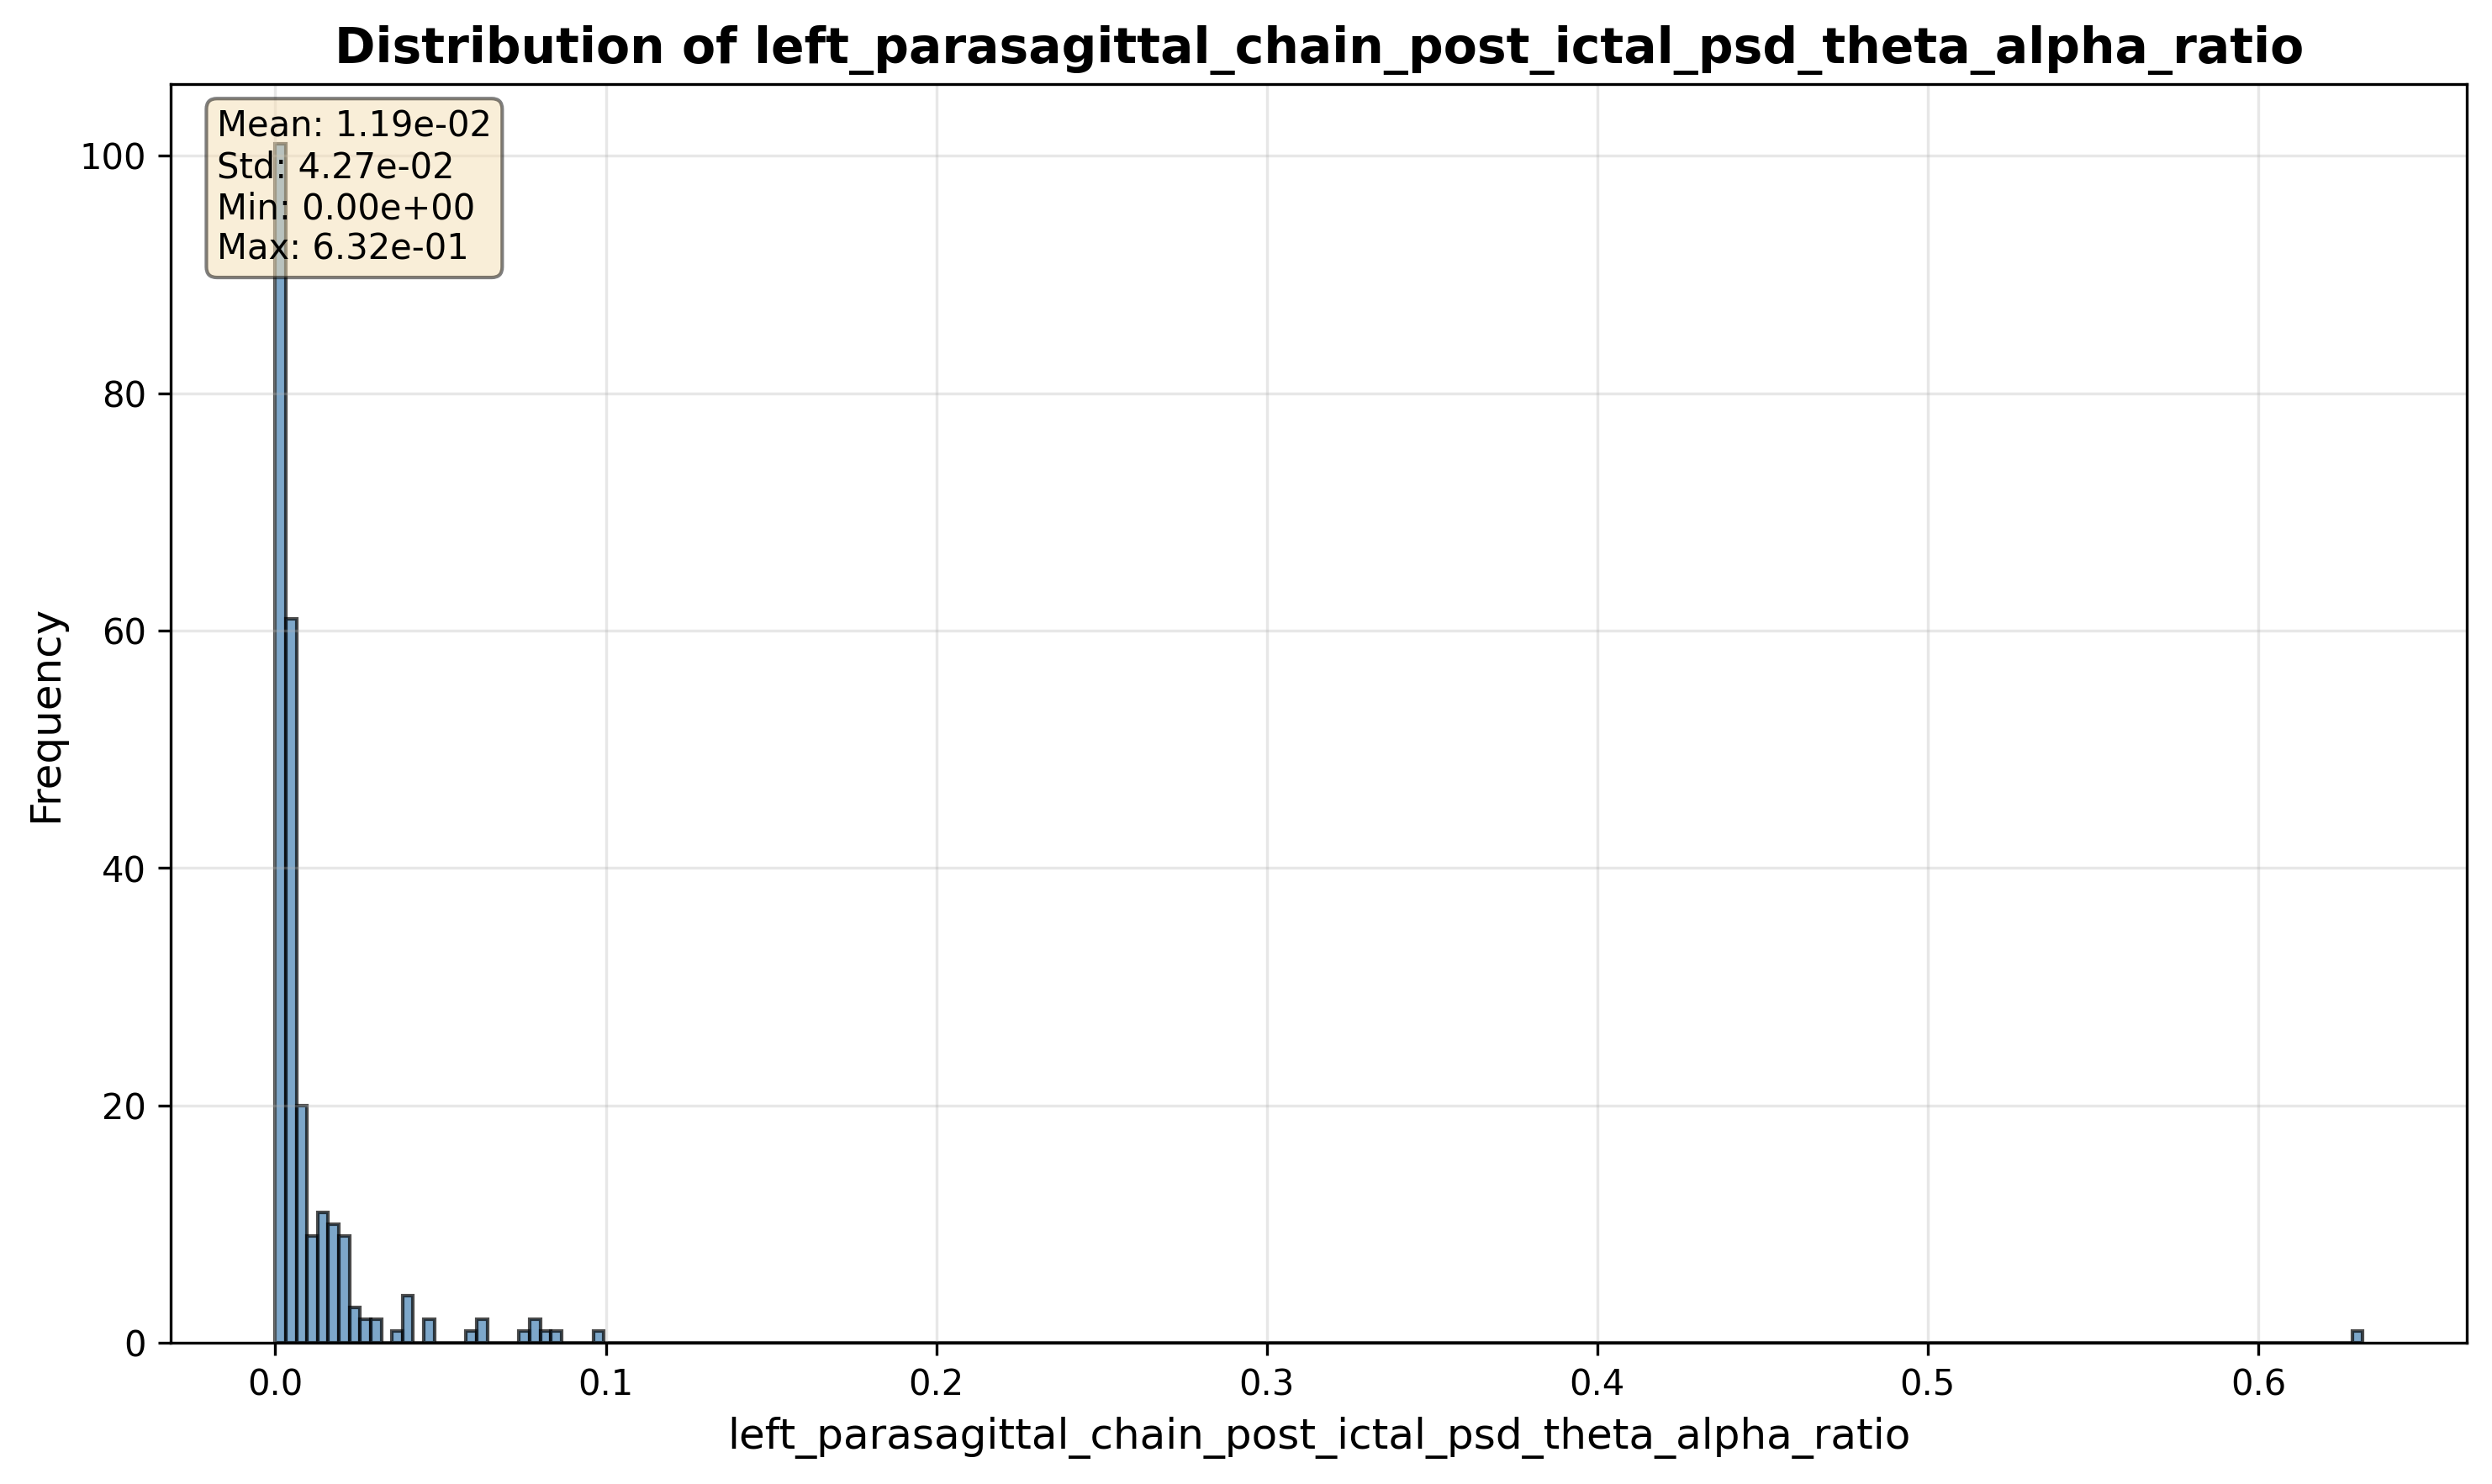 Distribution of left_parasagittal_chain_post_ictal_psd_theta_alpha_ratio
Mean: 1.19e-02
Std: 4.27e-02
Min: 0.00e+00
Max: 6.32e-01
100
80
60
40
20
0
Frequency
0.0 0.1 0.2 0.3 0.4 0.5 0.6
left_parasagittal_chain_post_ictal_psd_theta_alpha_ratio